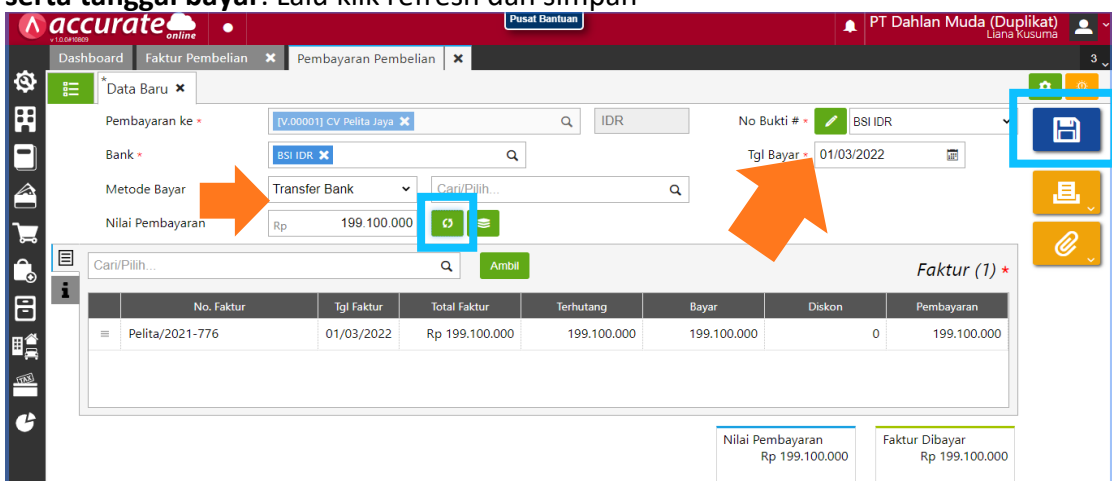 serta tanggal bayar. Lalu klik refresh dan simpan
accurate online
v1.0.0#10809
Pusat Bantuan
PT Dahlan Muda (Duplikat)
Liana Kusuma
Dashboard Faktur Pembelian Pembayaran Pembelian 3
*Data Baru
Pembayaran ke * [V.00001] CV Pelita Jaya IDR No Bukti # * BSI IDR
Bank * BSI IDR Tgl Bayar * 01/03/2022
Metode Bayar Transfer Bank Cari/Pilih...
Nilai Pembayaran Rp 199.100.000
Cari/Pilih... Ambil Faktur (1) *
No. Faktur Tgl Faktur Total Faktur Terhutang Bayar Diskon Pembayaran
Pelita/2021-776 01/03/2022 Rp 199.100.000 199.100.000 199.100.000 0 199.100.000
TAX
Nilai Pembayaran Faktur Dibayar
Rp 199.100.000 Rp 199.100.000